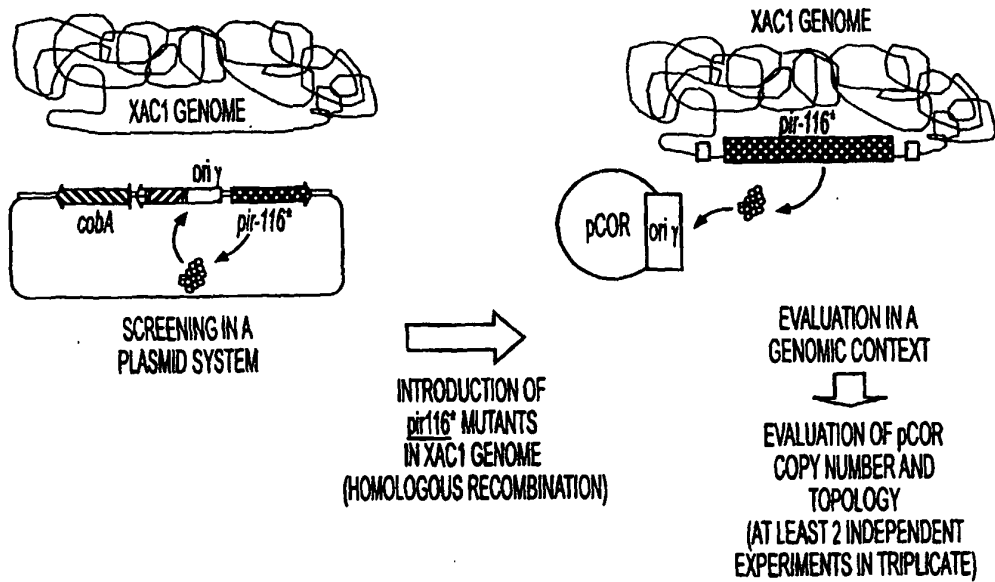 XAC1 GENOME
ori γ
cobA
pir-116*
SCREENING IN A
PLASMID SYSTEM
INTRODUCTION OF
pir116* MUTANTS
IN XAC1 GENOME
(HOMOLOGOUS RECOMBINATION)
XAC1 GENOME
pir-116*
pCOR
ori γ
EVALUATION IN A
GENOMIC CONTEXT
EVALUATION OF pCOR
COPY NUMBER AND
TOPOLOGY
(AT LEAST 2 INDEPENDENT
EXPERIMENTS IN TRIPLICATE)